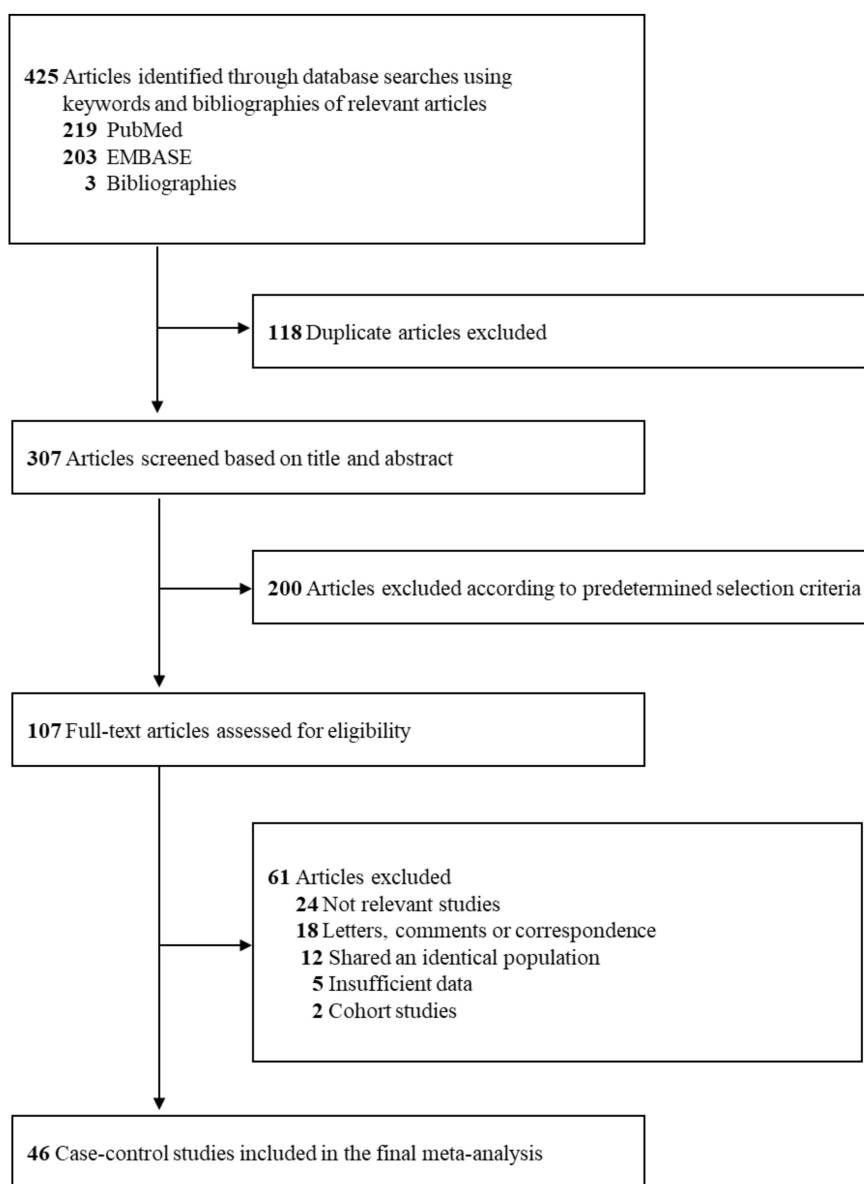 425 Articles identified through database searches using
keywords and bibliographies of relevant articles
219 PubMed
203 EMBASE
3 Bibliographies
118 Duplicate articles excluded
307 Articles screened based on title and abstract
200 Articles excluded according to predetermined selection criteria
107 Full-text articles assessed for eligibility
61 Articles excluded
24 Not relevant studies
18 Letters, comments or correspondence
12 Shared an identical population
5 Insufficient data
2 Cohort studies
46 Case-control studies included in the final meta-analysis